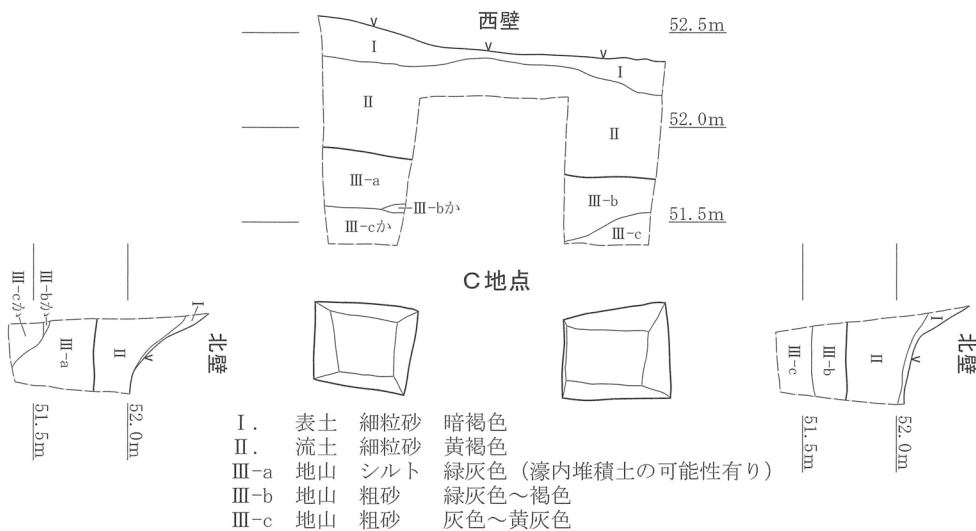 西壁
52.5m
I
I
II
II
52.0m
III-a
III-bか
III-b
III-cか
III-c
51.5m
C地点
III-cか
III-bか
I
III-a
II
北壁
51.5m
52.0m
I
III-c
III-b
II
北壁
51.5m
52.0m
I. 表土 細粒砂 暗褐色
II. 流土 細粒砂 黄褐色
III-a 地山 シルト 緑灰色（濠内堆積土の可能性有り）
III-b 地山 粗砂 緑灰色～褐色
III-c 地山 粗砂 灰色～黄灰色